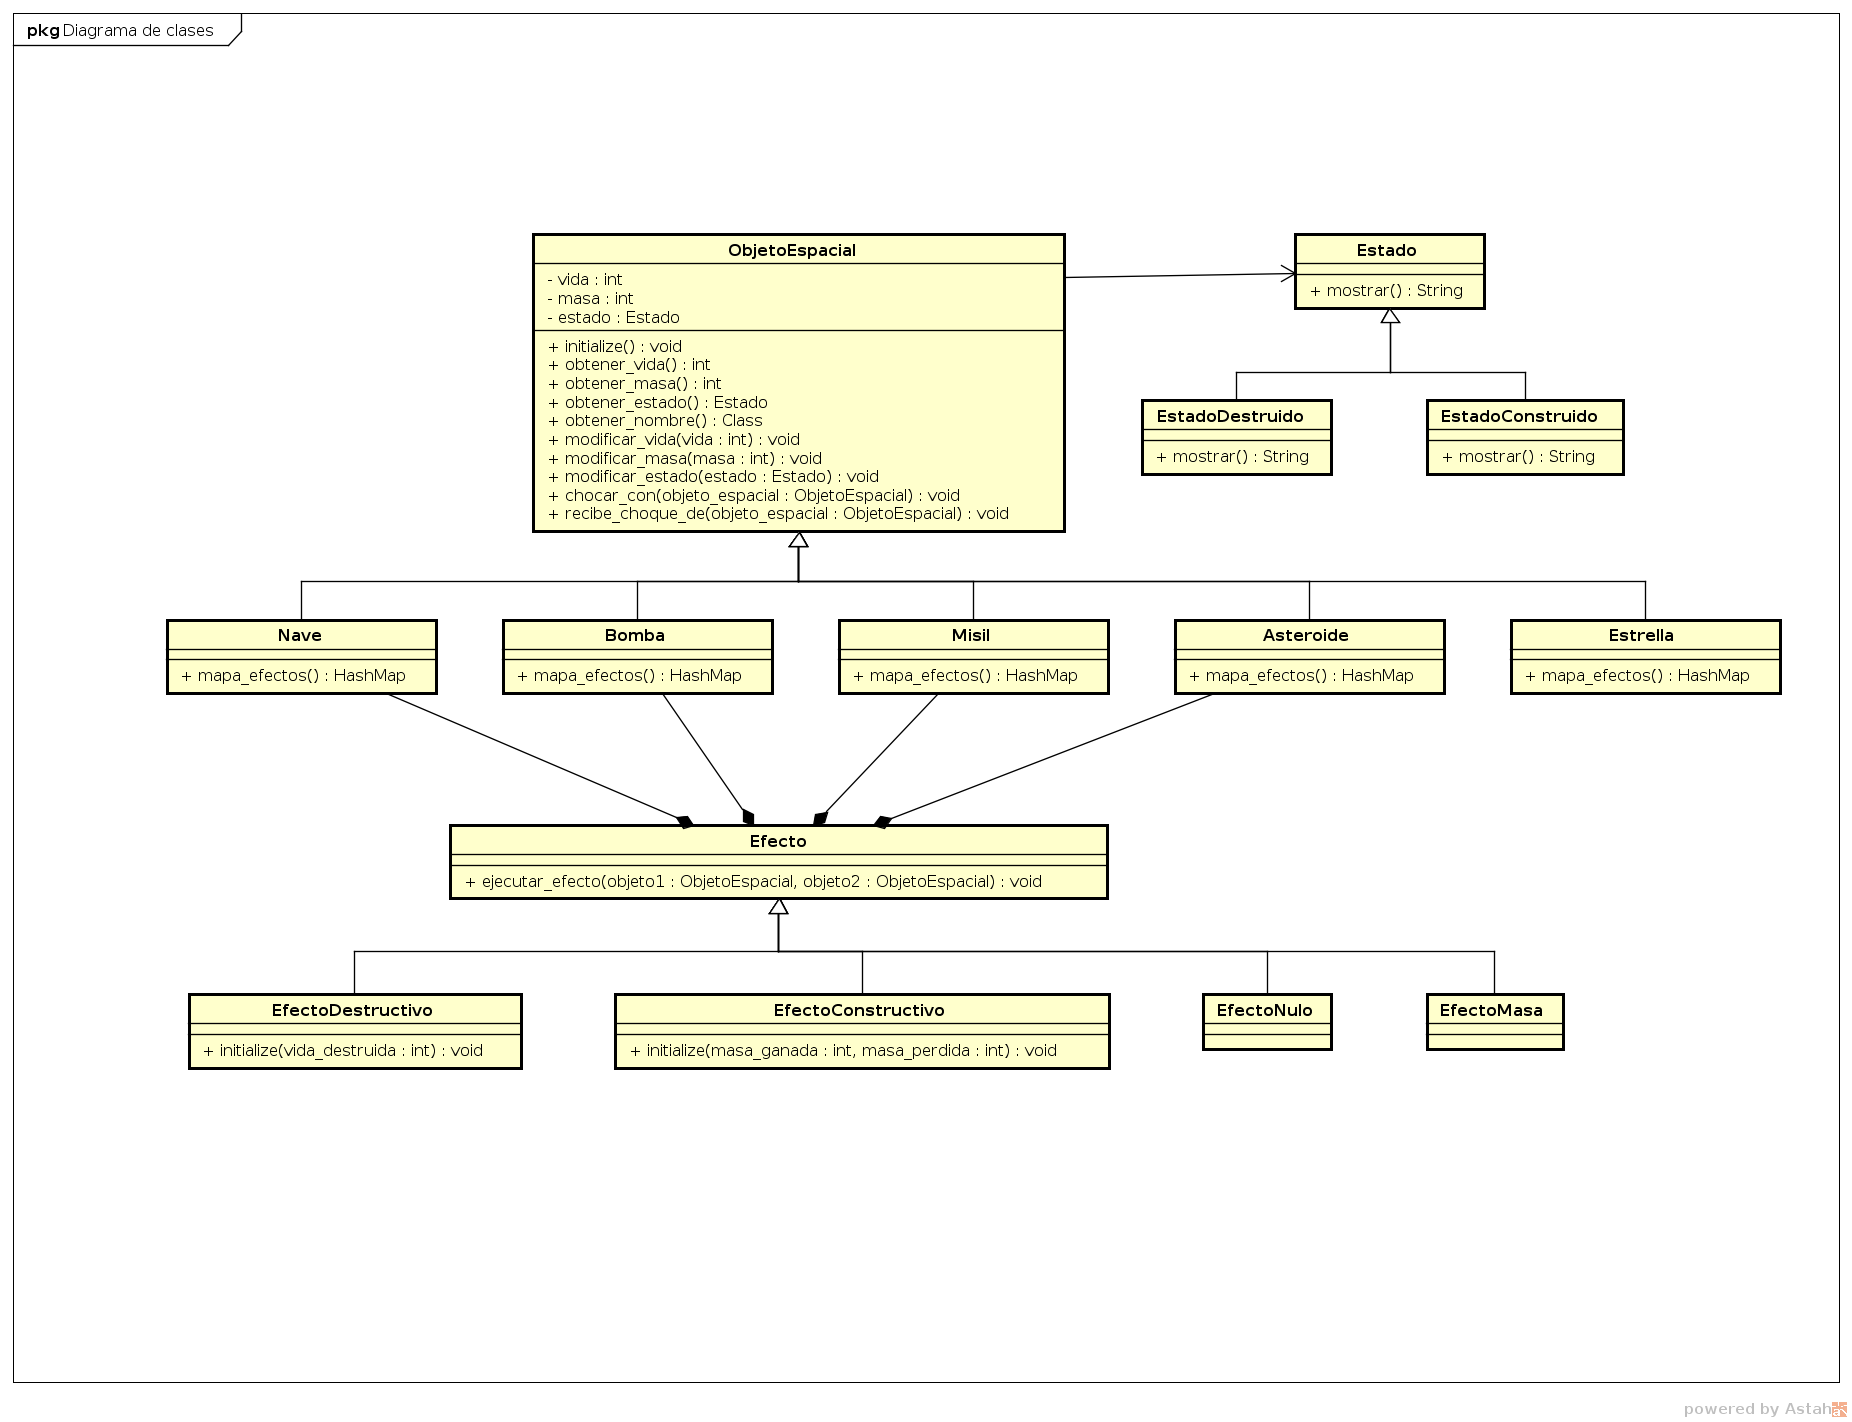 pkg Diagrama de clases
ObjetoEspacial
- vida : int
- masa : int
- estado : Estado
+ initialize() : void
+ obtener_vida() : int
+ obtener_masa() : int
+ obtener_estado() : Estado
+ obtener_nombre() : Class
+ modificar_vida(vida : int) : void
+ modificar_masa(masa : int) : void
+ modificar_estado(estado : Estado) : void
+ chocar_con(objeto_espacial : ObjetoEspacial) : void
+ recibe_choque_de(objeto_espacial : ObjetoEspacial) : void
Estado
+ mostrar() : String
EstadoDestruido
+ mostrar() : String
EstadoConstruido
+ mostrar() : String
Nave
+ mapa_efectos() : HashMap
Bomba
+ mapa_efectos() : HashMap
Misil
+ mapa_efectos() : HashMap
Asteroide
+ mapa_efectos() : HashMap
Estrella
+ mapa_efectos() : HashMap
Efecto
+ ejecutar_efecto(objeto1 : ObjetoEspacial, objeto2 : ObjetoEspacial) : void
EfectoDestructivo
+ initialize(vida_destruida : int) : void
EfectoConstructivo
+ initialize(masa_ganada : int, masa_perdida : int) : void
EfectoNulo
EfectoMasa
powered by Astah